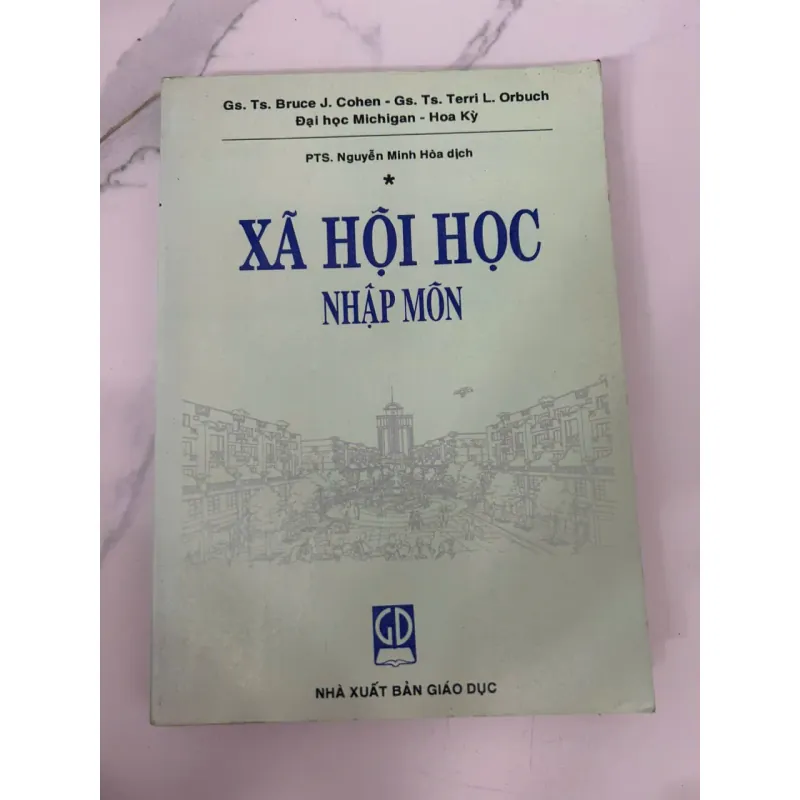 Gs. Ts. Bruce J. Cohen - Gs. Ts. Terri L. Orbuch
Đại học Michigan - Hoa Kỳ
PTS. Nguyễn Minh Hòa dịch
*
XÃ HỘI HỌC
NHẬP MÔN
GD
NHÀ XUẤT BẢN GIÁO DỤC